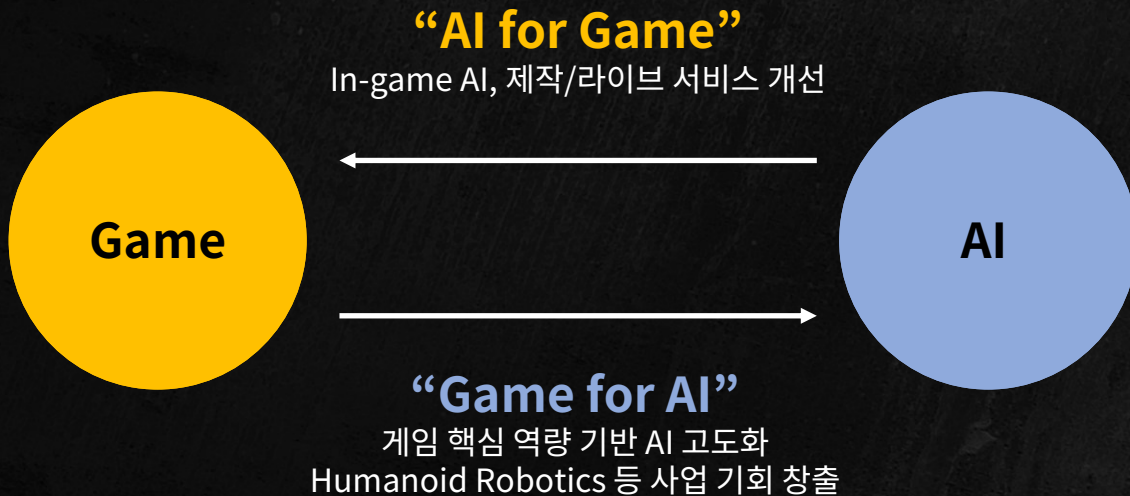 “AI for Game”
In-game AI, 제작/라이브 서비스 개선
Game
AI
“Game for AI”
게임 핵심 역량 기반 AI 고도화
Humanoid Robotics 등 사업 기회 창출